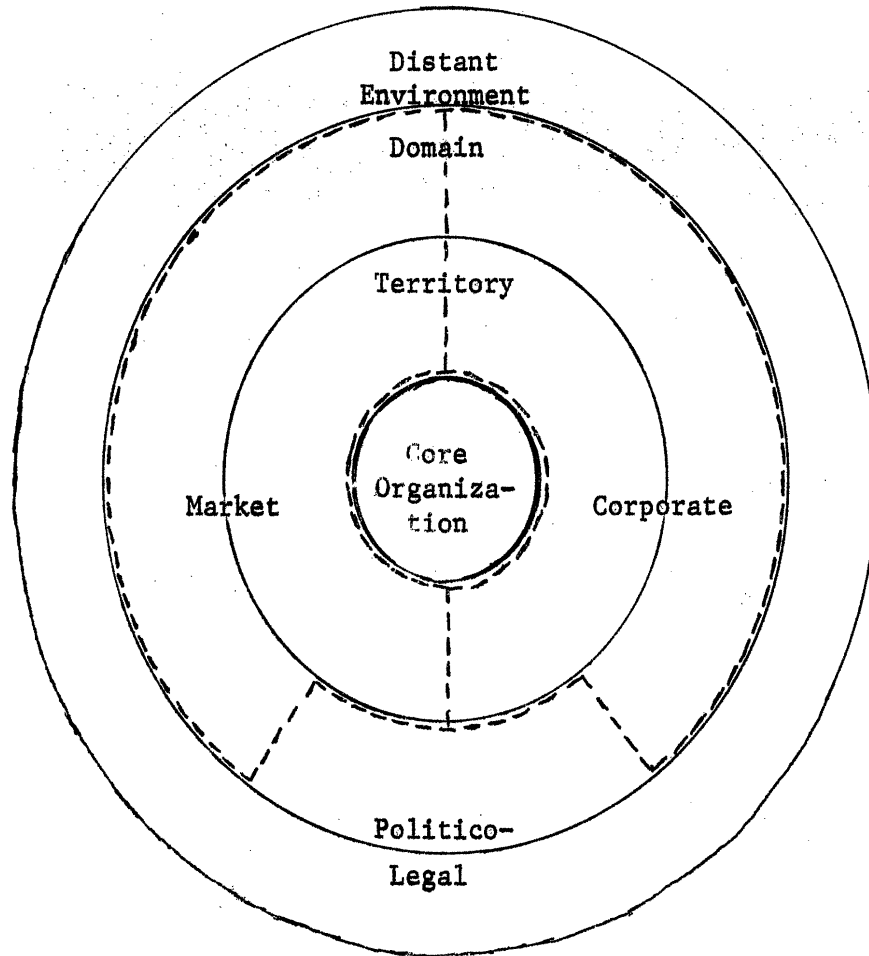 Distant
Environment
Domain
Territory
Core
Organiza-
tion
Market
Corporate
Politico-
Legal